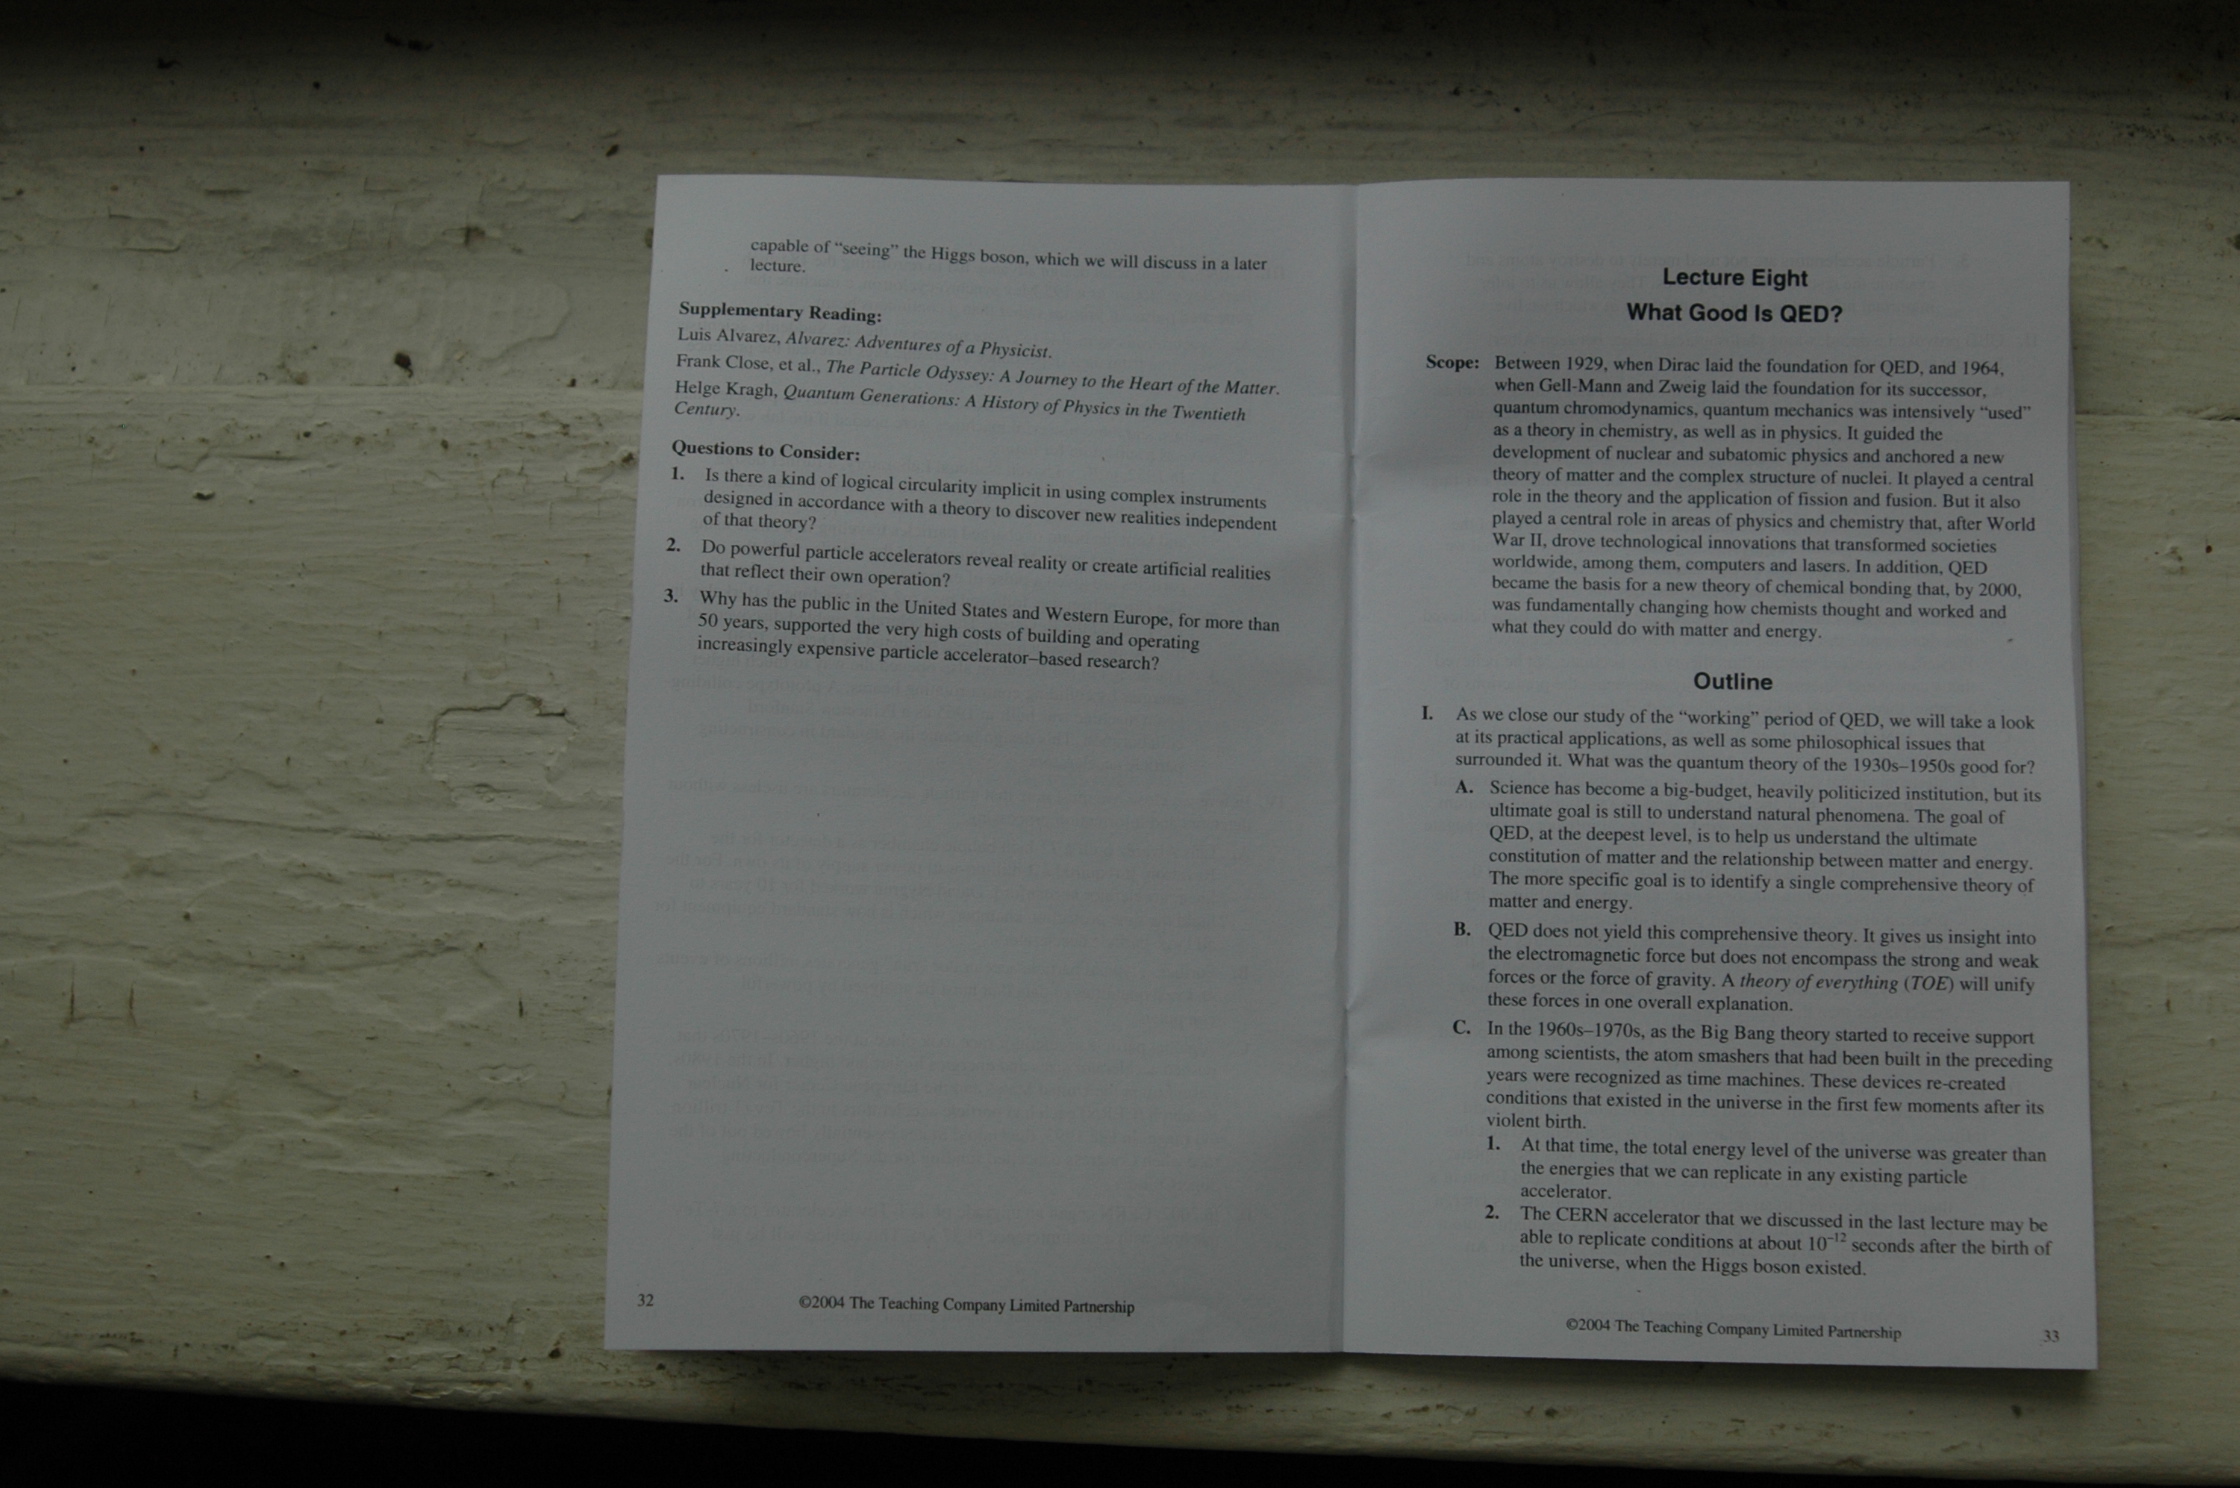 capable of “seeing” the Higgs boson, which we will discuss in a later
lecture.
Supplementary Reading:
Luis Alvarez, Alvarez: Adventures of a Physicist.
Frank Close, et al., The Particle Odyssey: A Journey to the Heart of the Matter.
Helge Kragh, Quantum Generations: A History of Physics in the Twentieth
Century.
Questions to Consider:
1. Is there a kind of logical circularity implicit in using complex instruments
designed in accordance with a theory to discover new realities independent
of that theory?
2. Do powerful particle accelerators reveal reality or create artificial realities
that reflect their own operation?
3. Why has the public in the United States and Western Europe, for more than
50 years, supported the very high costs of building and operating
increasingly expensive particle accelerator–based research?
32
©2004 The Teaching Company Limited Partnership
Lecture Eight
What Good Is QED?
Scope: Between 1929, when Dirac laid the foundation for QED, and 1964,
when Gell-Mann and Zweig laid the foundation for its successor,
quantum chromodynamics, quantum mechanics was intensively “used”
as a theory in chemistry, as well as in physics. It guided the
development of nuclear and subatomic physics and anchored a new
theory of matter and the complex structure of nuclei. It played a central
role in the theory and the application of fission and fusion. But it also
played a central role in areas of physics and chemistry that, after World
War II, drove technological innovations that transformed societies
worldwide, among them, computers and lasers. In addition, QED
became the basis for a new theory of chemical bonding that, by 2000,
was fundamentally changing how chemists thought and worked and
what they could do with matter and energy.
Outline
I. As we close our study of the “working” period of QED, we will take a look
at its practical applications, as well as some philosophical issues that
surrounded it. What was the quantum theory of the 1930s–1950s good for?
A. Science has become a big-budget, heavily politicized institution, but its
ultimate goal is still to understand natural phenomena. The goal of
QED, at the deepest level, is to help us understand the ultimate
constitution of matter and the relationship between matter and energy.
The more specific goal is to identify a single comprehensive theory of
matter and energy.
B. QED does not yield this comprehensive theory. It gives us insight into
the electromagnetic force but does not encompass the strong and weak
forces or the force of gravity. A theory of everything (TOE) will unify
these forces in one overall explanation.
C. In the 1960s–1970s, as the Big Bang theory started to receive support
among scientists, the atom smashers that had been built in the preceding
years were recognized as time machines. These devices re-created
conditions that existed in the universe in the first few moments after its
violent birth.
1. At that time, the total energy level of the universe was greater than
the energies that we can replicate in any existing particle
accelerator.
2. The CERN accelerator that we discussed in the last lecture may be
able to replicate conditions at about 10⁻¹² seconds after the birth of
the universe, when the Higgs boson existed.
©2004 The Teaching Company Limited Partnership
33